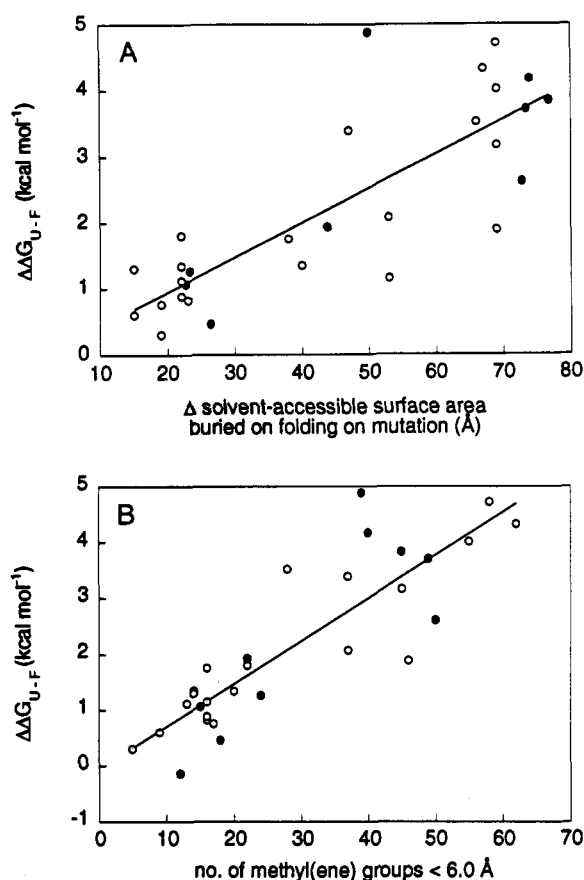 A
5
4
3
2
1
0
ΔΔG U-F (kcal mol⁻¹)
10 20 30 40 50 60 70 80
Δ solvent-accessible surface area
buried on folding on mutation (Å)
B
5
4
3
2
1
0
-1
ΔΔG U-F (kcal mol⁻¹)
0 10 20 30 40 50 60 70
no. of methyl(ene) groups < 6.0 Å